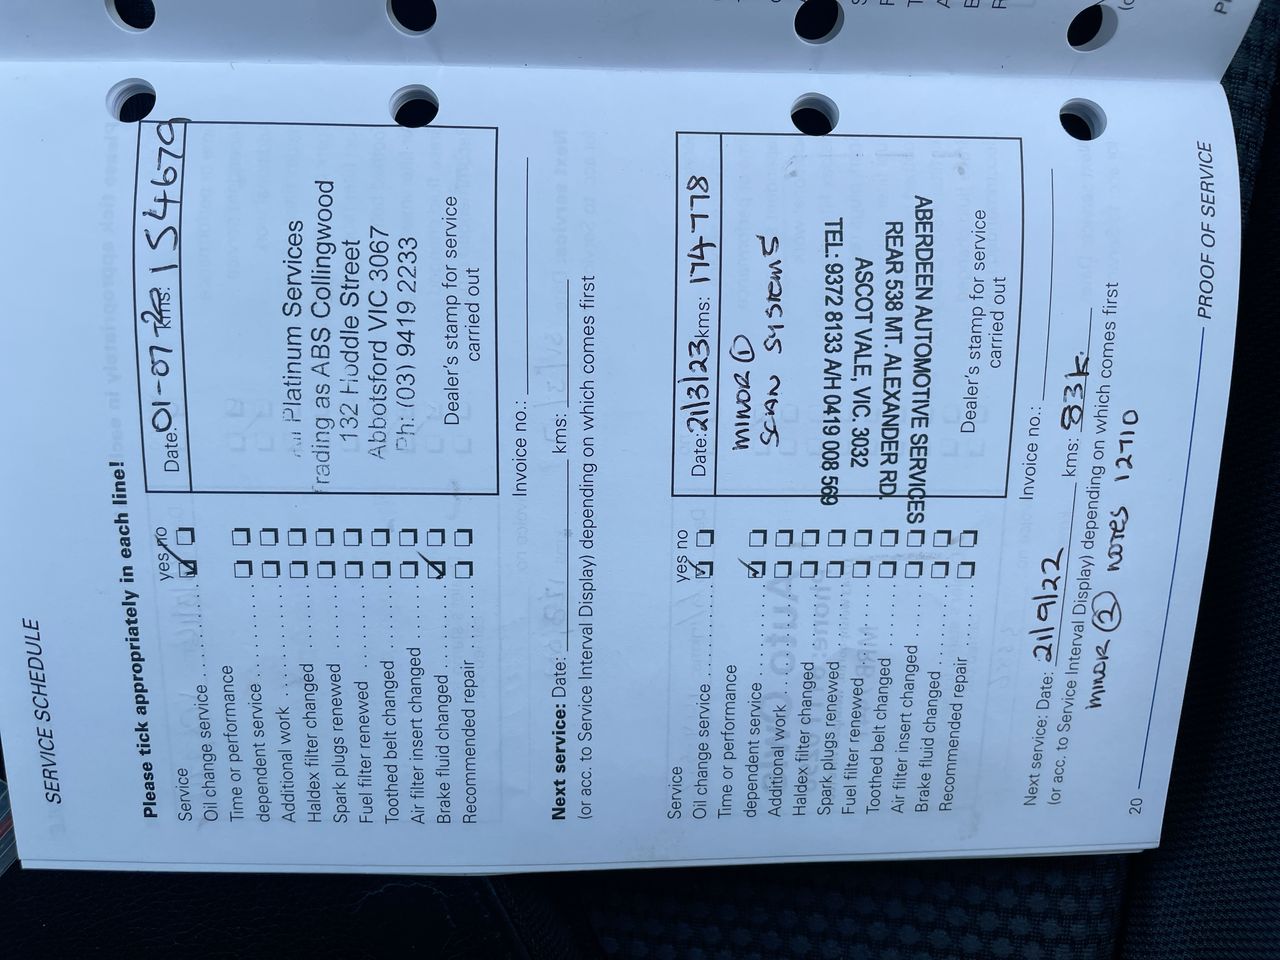 SERVICE SCHEDULE
Please tick appropriately in each line!
Service yes no
Oil change service
Time or performance
dependent service
Additional work
Haldex filter changed
Spark plugs renewed
Fuel filter renewed
Toothed belt changed
Air filter insert changed
Brake fluid changed
Recommended repair
Date: 01-07-22 kms: 154679
Platinum Services
Trading as ABS Collingwood
132 Hoddle Street
Abbotsford VIC 3067
Ph: (03) 9419 2233
Dealer's stamp for service
carried out
Invoice no.:
Next service: Date: kms:
(or acc. to Service Interval Display) depending on which comes first
Service yes no
Oil change service
Time or performance
dependent service
Additional work
Haldex filter changed
Spark plugs renewed
Fuel filter renewed
Toothed belt changed
Air filter insert changed
Brake fluid changed
Recommended repair
Date: 21/3/23 kms: 174778
MINOR ①
SCAN SYSTEMS
ABERDEEN AUTOMOTIVE SERVICES
REAR 538 MT. ALEXANDER RD.
ASCOT VALE, VIC. 3032
TEL: 9372 8133 AH 0419 008 569
Dealer's stamp for service
carried out
Invoice no.:
Next service: Date: 21/9/22 kms: 83k
(or acc. to Service Interval Display) depending on which comes first
MINOR ② NOTES 12710
20
PROOF OF SERVICE